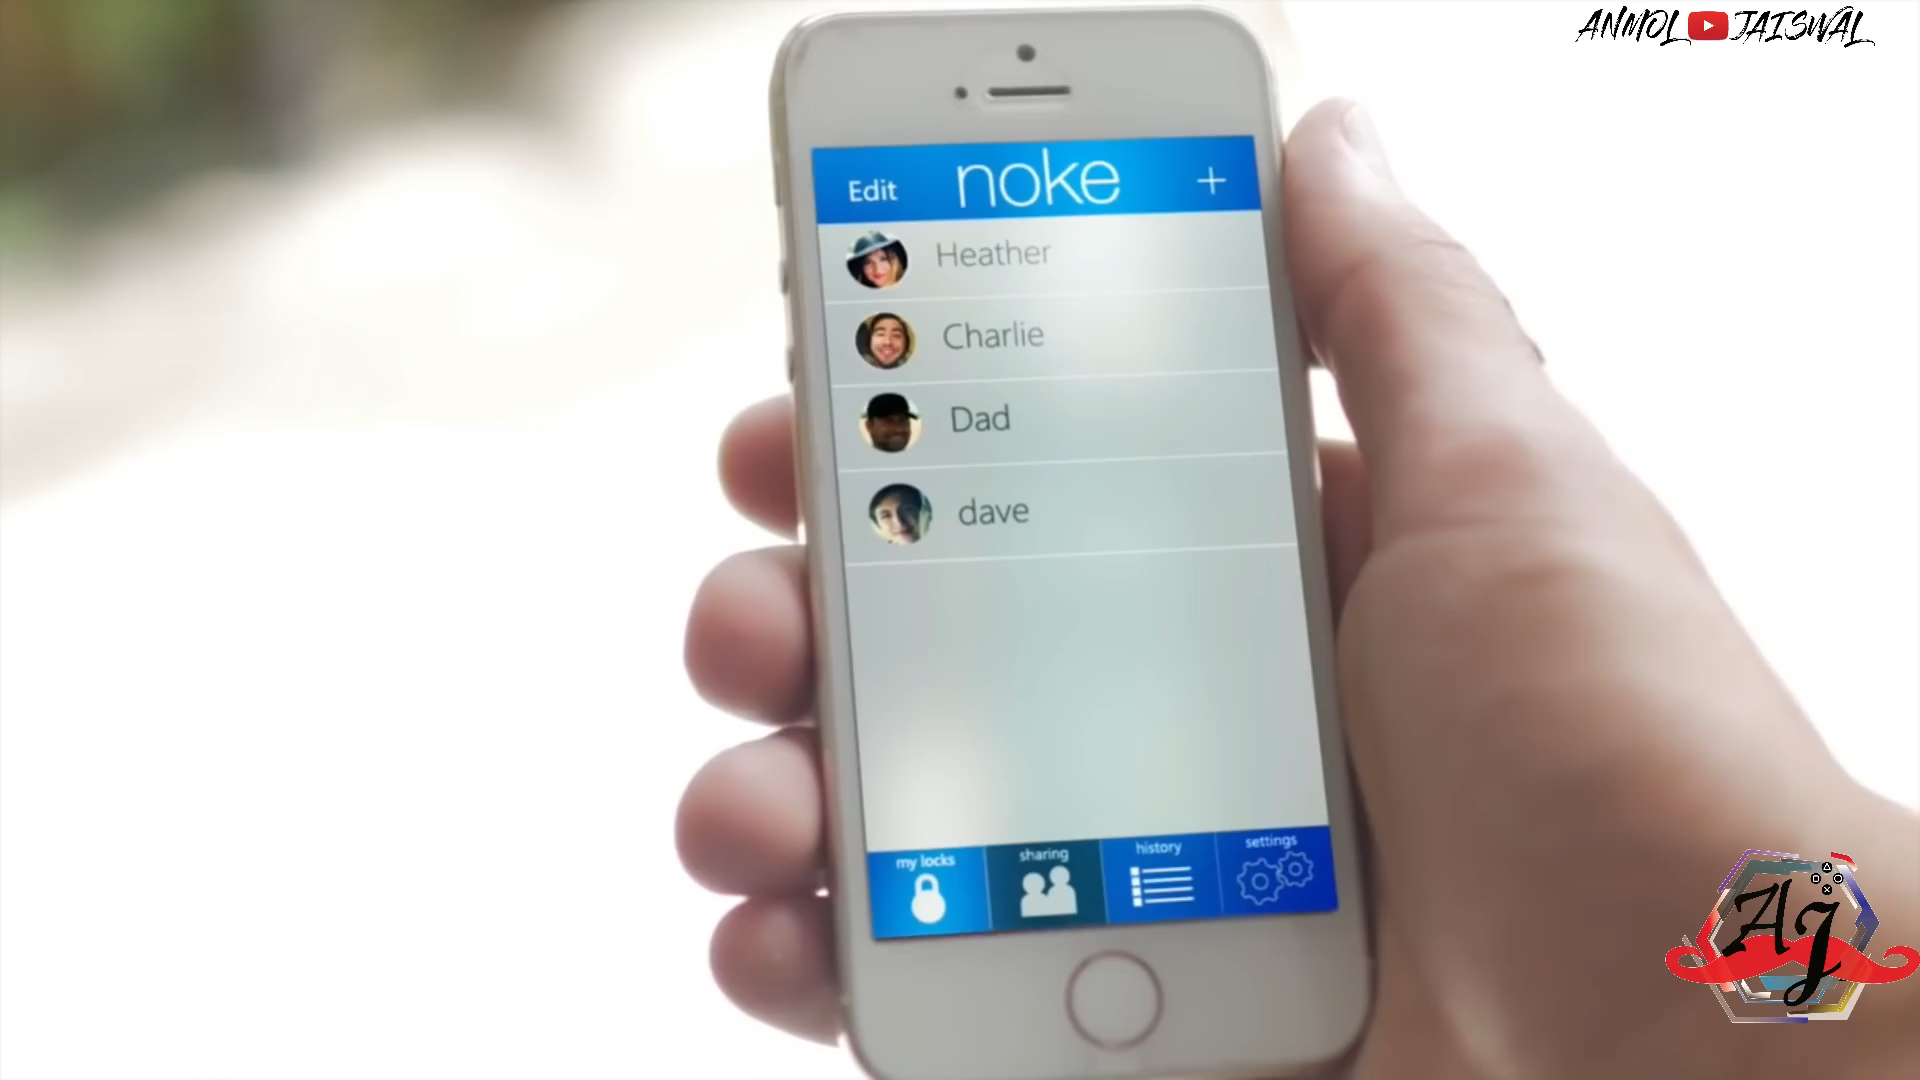 ANMOL JAISWAL
Edit noke +
Heather
Charlie
Dad
dave
my locks sharing history settings
AJ